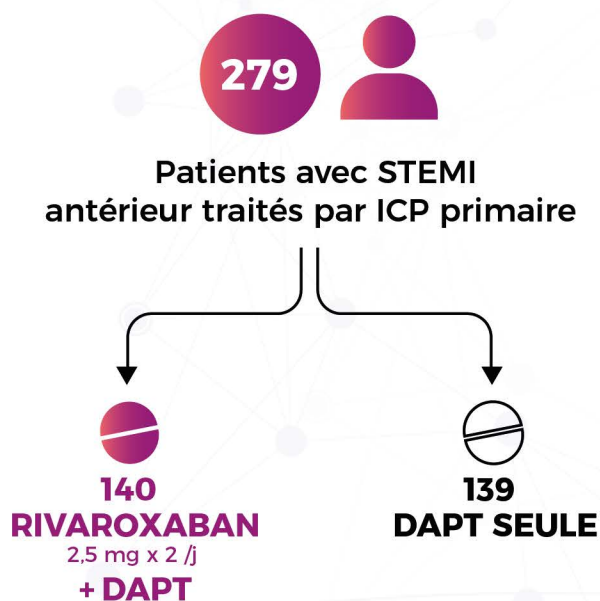 279
Patients avec STEMI
antérieur traités par ICP primaire
140
RIVAROXABAN
2,5 mg x 2 /j
+ DAPT
139
DAPT SEULE